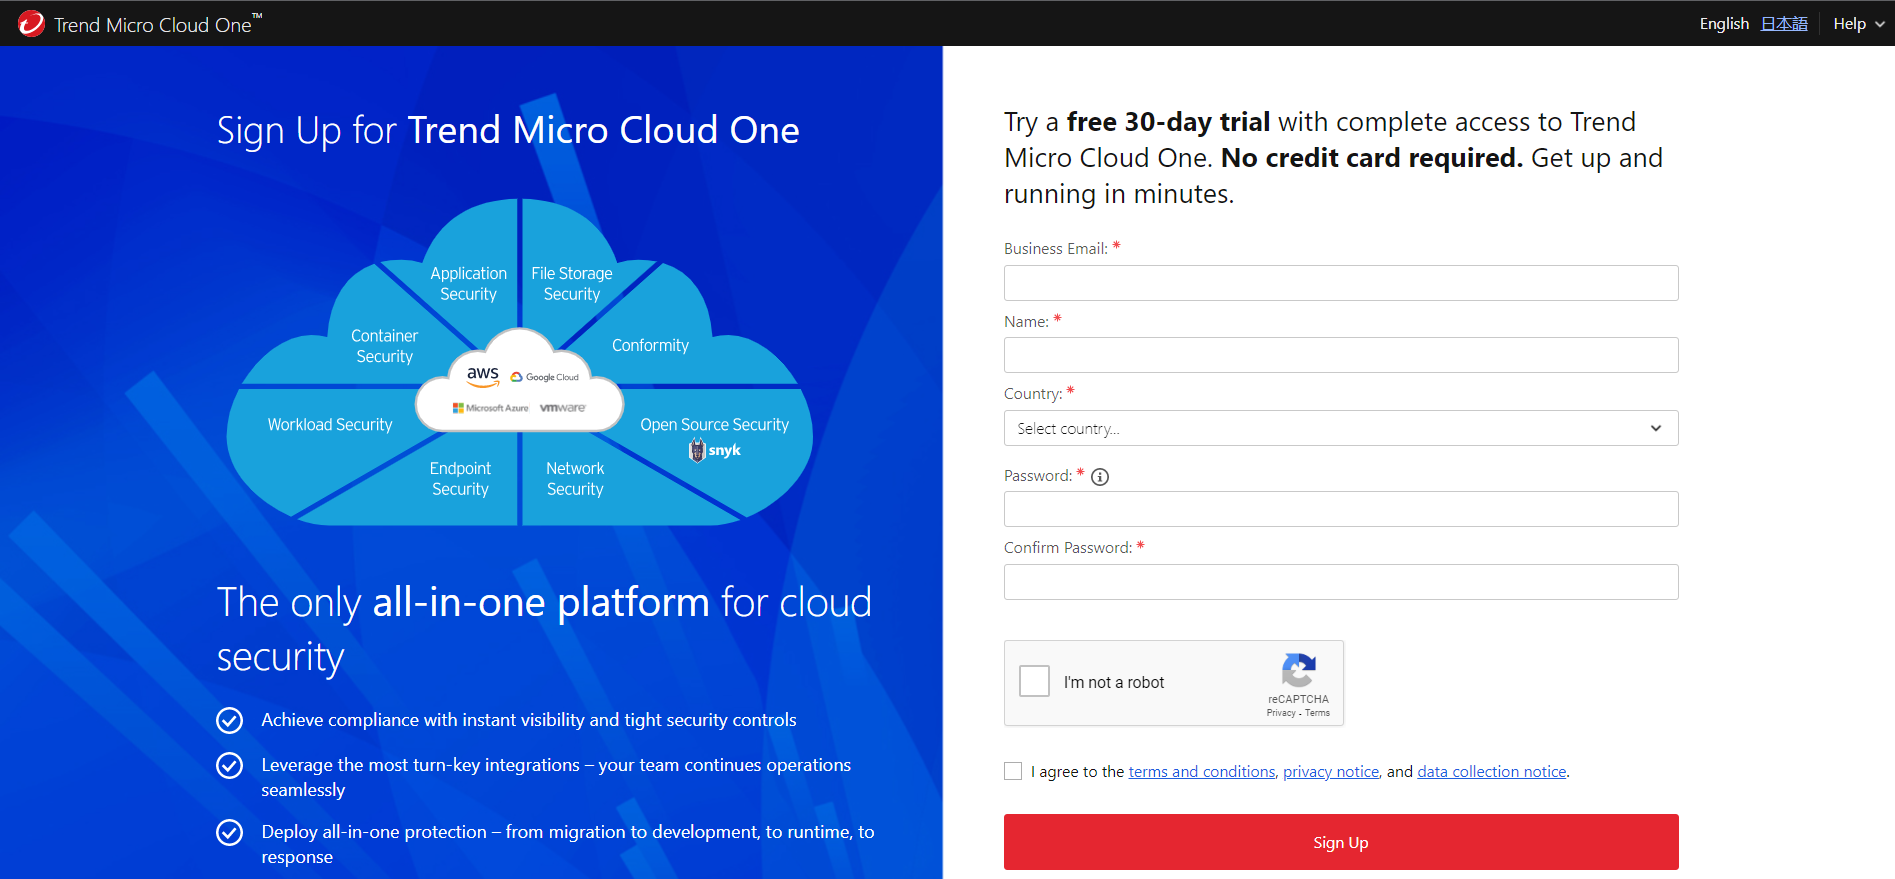 Trend Micro Cloud One™
English 日本語 Help
Sign Up for Trend Micro Cloud One
Application
Security
File Storage
Security
Container
Security
Conformity
aws
Google Cloud
Microsoft Azure
vmware
Workload Security
Open Source Security
snyk
Endpoint
Security
Network
Security
The only all-in-one platform for cloud
security
Achieve compliance with instant visibility and tight security controls
Leverage the most turn-key integrations – your team continues operations
seamlessly
Deploy all-in-one protection – from migration to development, to runtime, to
response
Try a free 30-day trial with complete access to Trend
Micro Cloud One. No credit card required. Get up and
running in minutes.
Business Email: *
Name: *
Country: *
Select country...
Password: *
Confirm Password: *
I'm not a robot
reCAPTCHA
Privacy - Terms
I agree to the terms and conditions, privacy notice, and data collection notice.
Sign Up